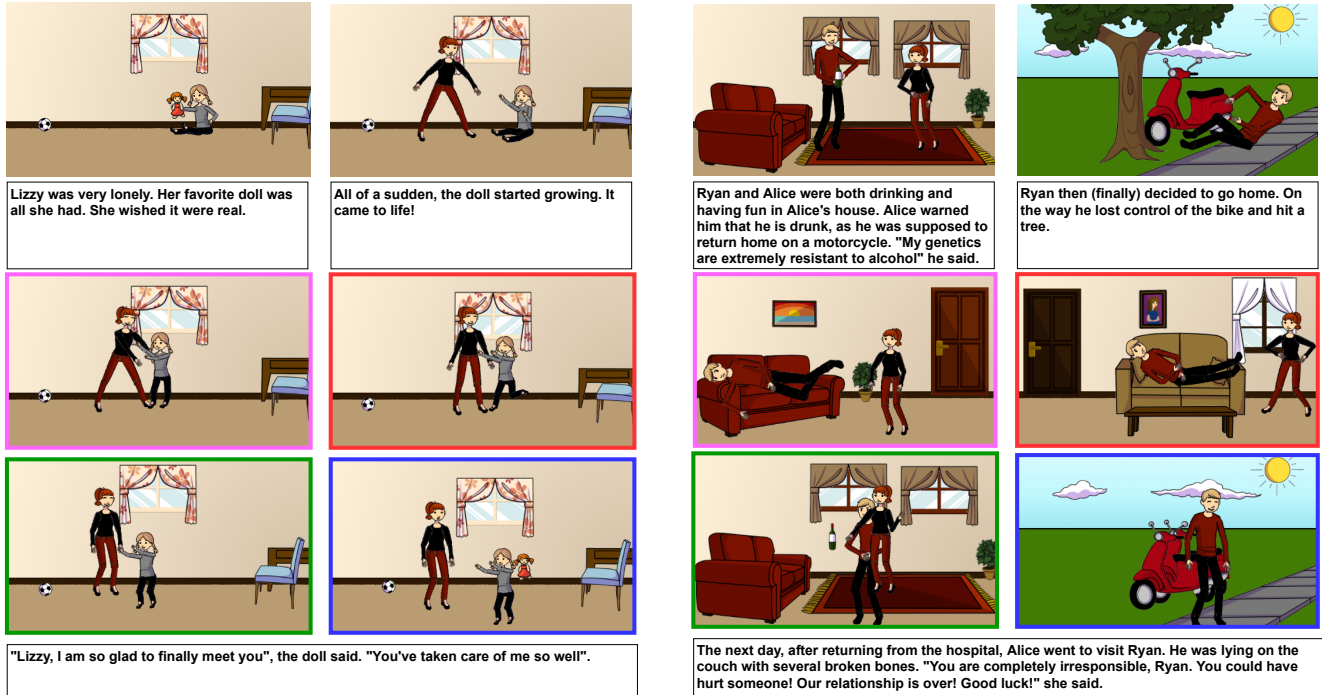 Lizzy was very lonely. Her favorite doll was
all she had. She wished it were real.
All of a sudden, the doll started growing. It
came to life!
"Lizzy, I am so glad to finally meet you", the doll said. "You've taken care of me so well".
Ryan and Alice were both drinking and
having fun in Alice's house. Alice warned
him that he is drunk, as he was supposed to
return home on a motorcycle. "My genetics
are extremely resistant to alcohol" he said.
Ryan then (finally) decided to go home. On
the way he lost control of the bike and hit a
tree.
The next day, after returning from the hospital, Alice went to visit Ryan. He was lying on the
couch with several broken bones. "You are completely irresponsible, Ryan. You could have
hurt someone! Our relationship is over! Good luck!" she said.